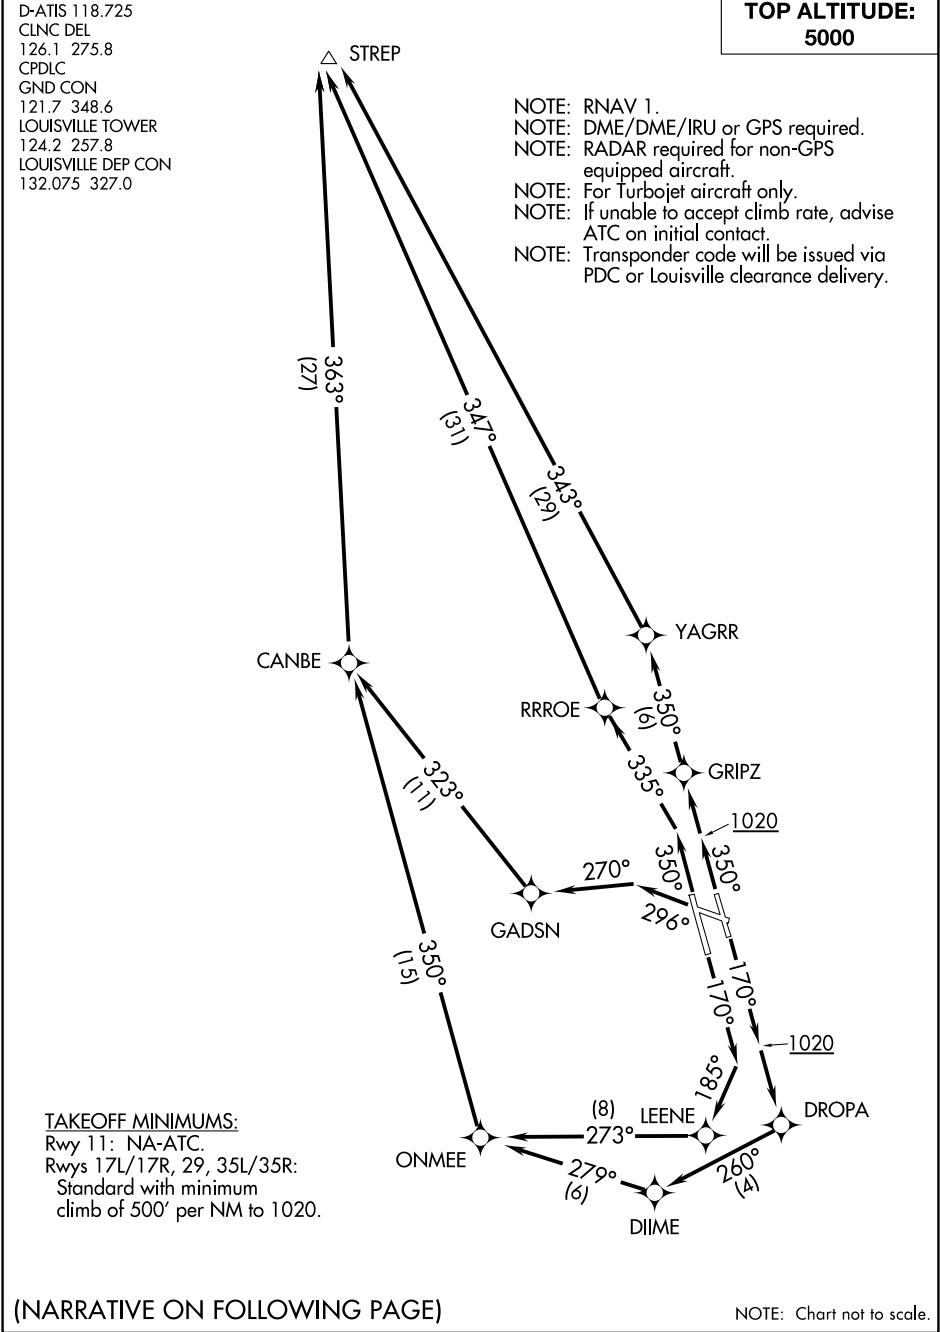 D-ATIS 118.725
CLNC DEL
126.1 275.8
CPDLC
GND CON
121.7 348.6
LOUISVILLE TOWER
124.2 257.8
LOUISVILLE DEP CON
132.075 327.0
TOP ALTITUDE:
5000
STREP
NOTE: RNAV 1.
NOTE: DME/DME/IRU or GPS required.
NOTE: RADAR required for non-GPS
equipped aircraft.
NOTE: For Turbojet aircraft only.
NOTE: If unable to accept climb rate, advise
ATC on initial contact.
NOTE: Transponder code will be issued via
PDC or Louisville clearance delivery.
363°
(27)
347°
(31)
343°
(29)
YAGRR
CANBE
RRROE
350°
(6)
GRIPZ
335°
323°
(11)
1020
350°
350°
270°
296°
GADSN
350°
(15)
170°
170°
1020
185°
LEENE
DROPA
(8)
273°
ONMEE
279°
(6)
260°
(4)
DIIME
TAKEOFF MINIMUMS:
Rwy 11: NA-ATC.
Rwys 17L/17R, 29, 35L/35R:
Standard with minimum
climb of 500' per NM to 1020.
(NARRATIVE ON FOLLOWING PAGE)
NOTE: Chart not to scale.